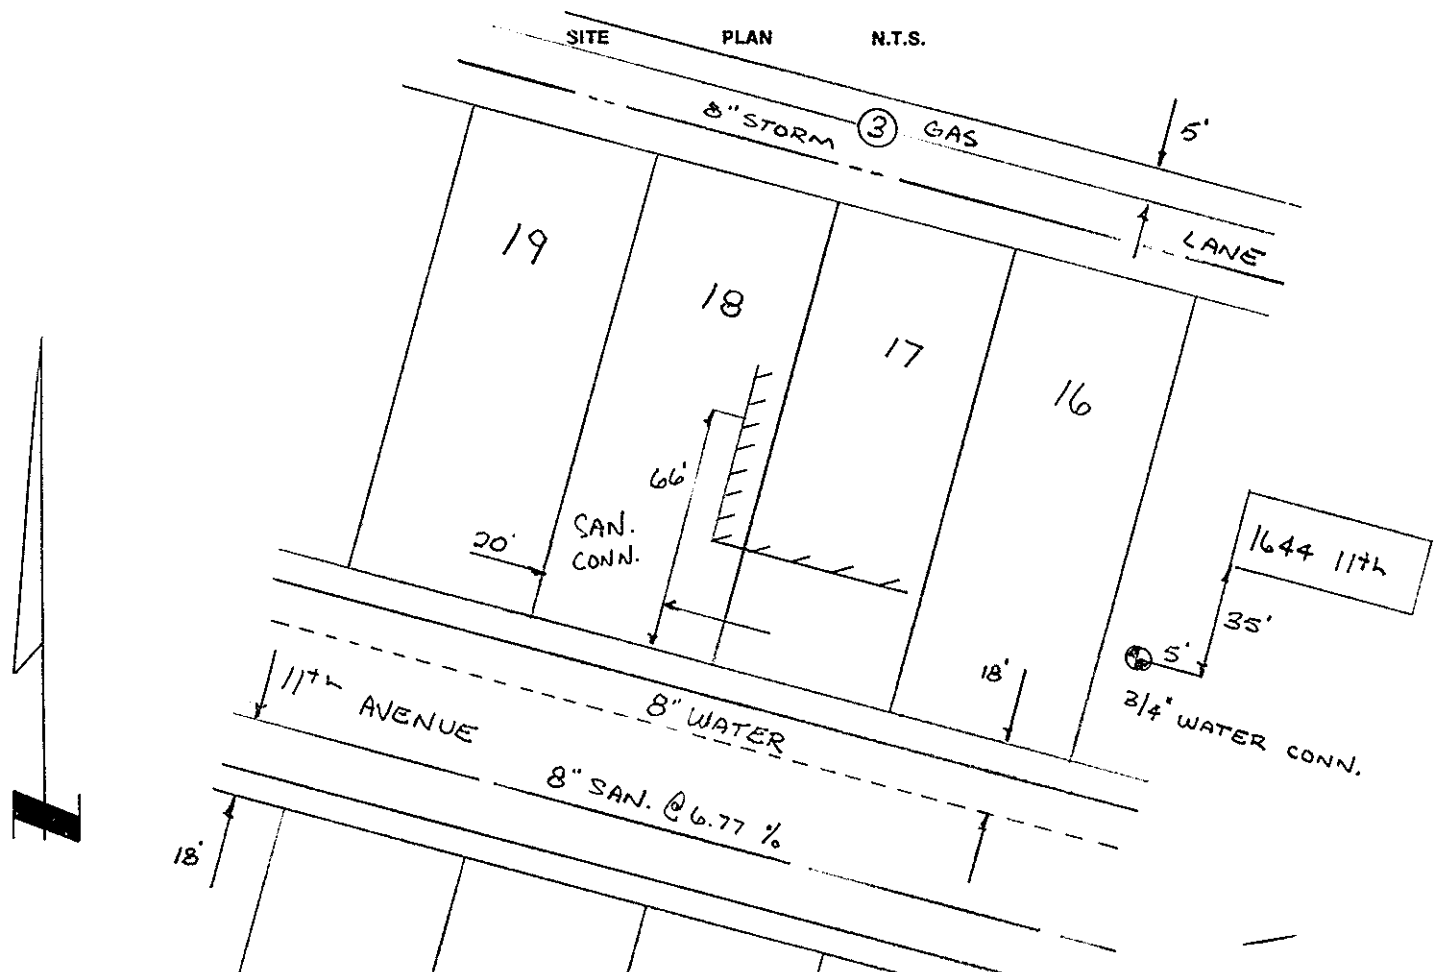 SITE PLAN N.T.S.
8" STORM
3
GAS
5'
LANE
19
18
17
16
66'
SAN.
CONN.
20'
1644 11th
35'
5'
3/4" WATER CONN.
18'
11th AVENUE
8" WATER
8" SAN. @ 6.77 %
18'